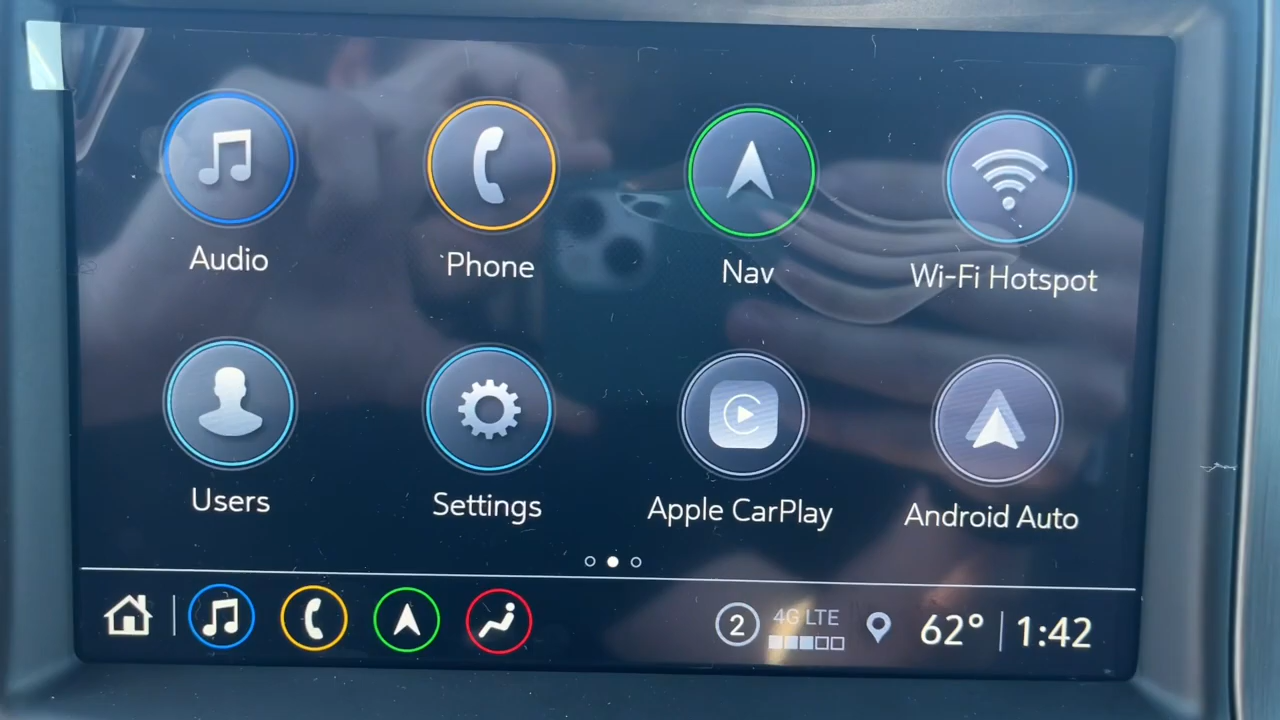 Audio
Phone
Nav
Wi-Fi Hotspot
Users
Settings
Apple CarPlay
Android Auto
2
4G LTE
62°
1:42